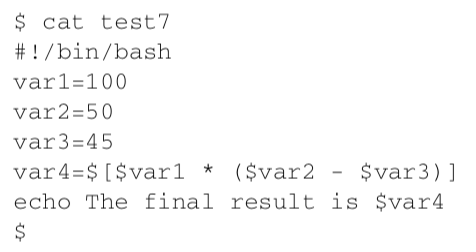 $ cat test7
#!/bin/bash
var1=100
var2=50
var3=45
var4=$[$var1 * ($var2 - $var3)]
echo The final result is $var4
$